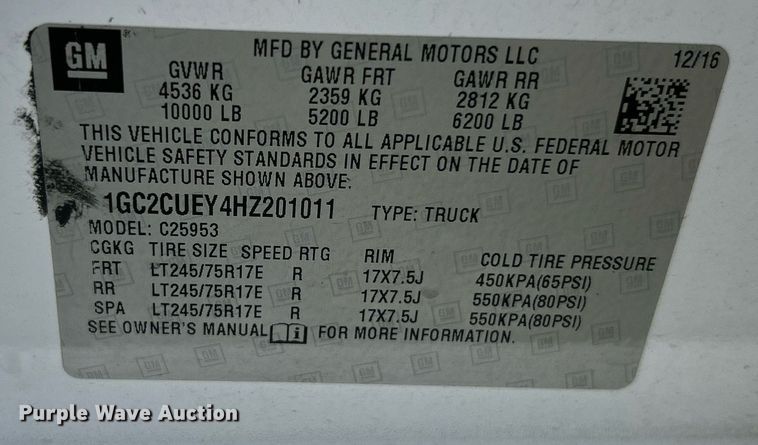 GM
MFD BY GENERAL MOTORS LLC 12/16
GVWR GAWR FRT GAWR RR
4536 KG 2359 KG 2812 KG
10000 LB 5200 LB 6200 LB
THIS VEHICLE CONFORMS TO ALL APPLICABLE U.S. FEDERAL MOTOR
VEHICLE SAFETY STANDARDS IN EFFECT ON THE DATE OF
MANUFACTURE SHOWN ABOVE:
1GC2CUEY4HZ201011 TYPE: TRUCK
MODEL: C25953
CGKG TIRE SIZE SPEED RTG RIM COLD TIRE PRESSURE
FRT LT245/75R17E R 17X7.5J 450KPA(65PSI)
RR LT245/75R17E R 17X7.5J 550KPA(80PSI)
SPA LT245/75R17E R 17X7.5J 550KPA(80PSI)
SEE OWNER'S MANUAL i FOR MORE INFORMATION.
Purple Wave Auction